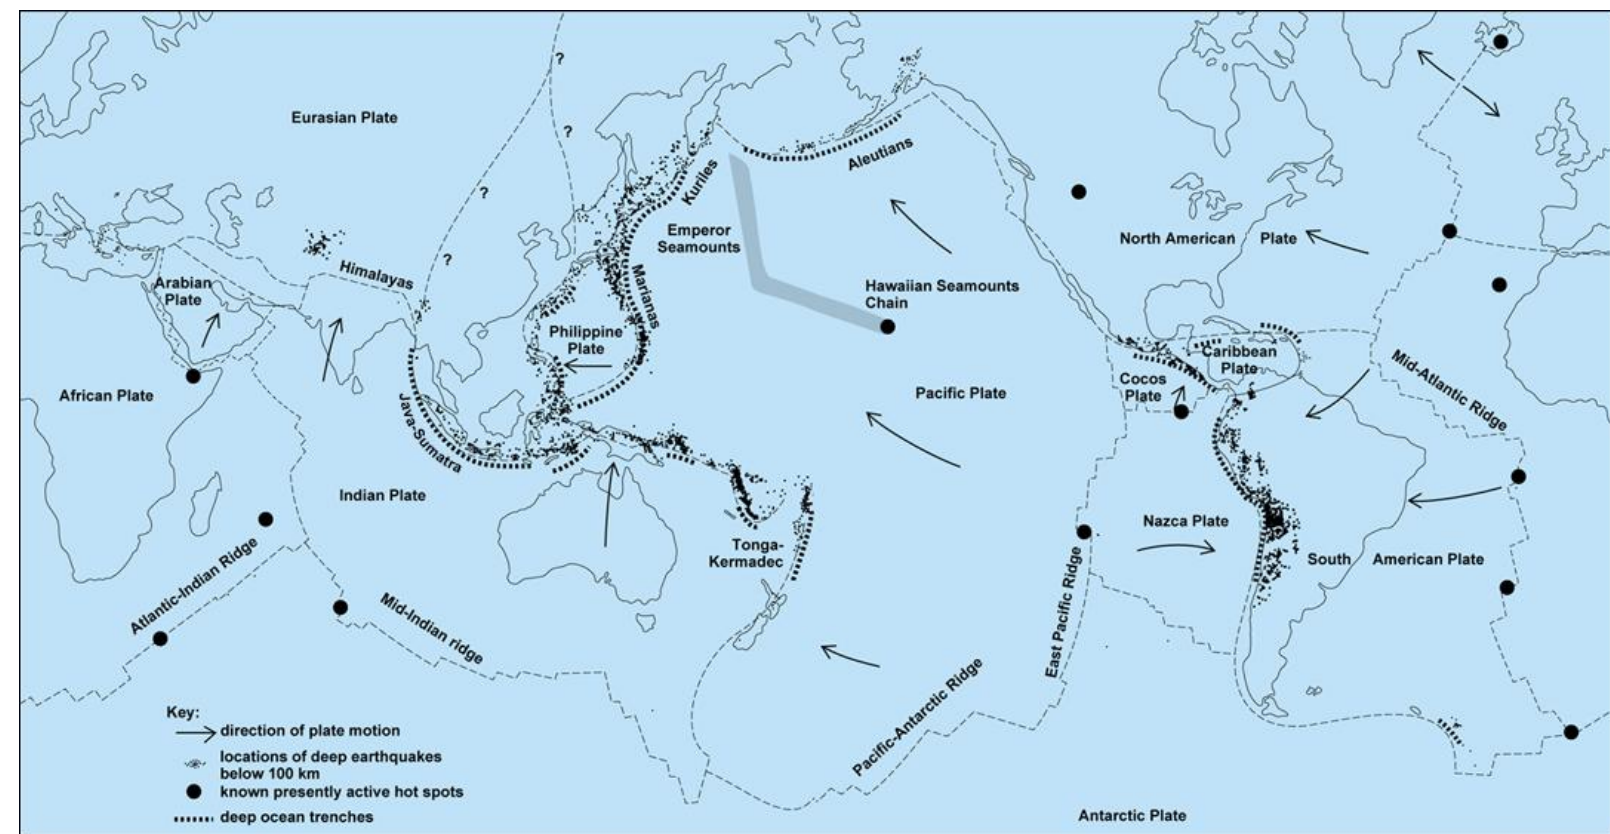 ?
Eurasian Plate
?
?
Aleutians
Kuriles
Emperor
Seamounts
North American Plate
?
Himalayas
Arabian
Plate
Marianas
Hawaiian Seamounts
Chain
Philippine
Plate
Caribbean
Plate
Mid-Atlantic Ridge
African Plate
Cocos
Plate
Pacific Plate
Java-Sumatra
Indian Plate
Nazca Plate
Tonga-
Kermadec
South American Plate
Atlantic-Indian Ridge
Mid-Indian ridge
East Pacific Ridge
Pacific-Antarctic Ridge
Key:
direction of plate motion
locations of deep earthquakes
below 100 km
known presently active hot spots
deep ocean trenches
Antarctic Plate